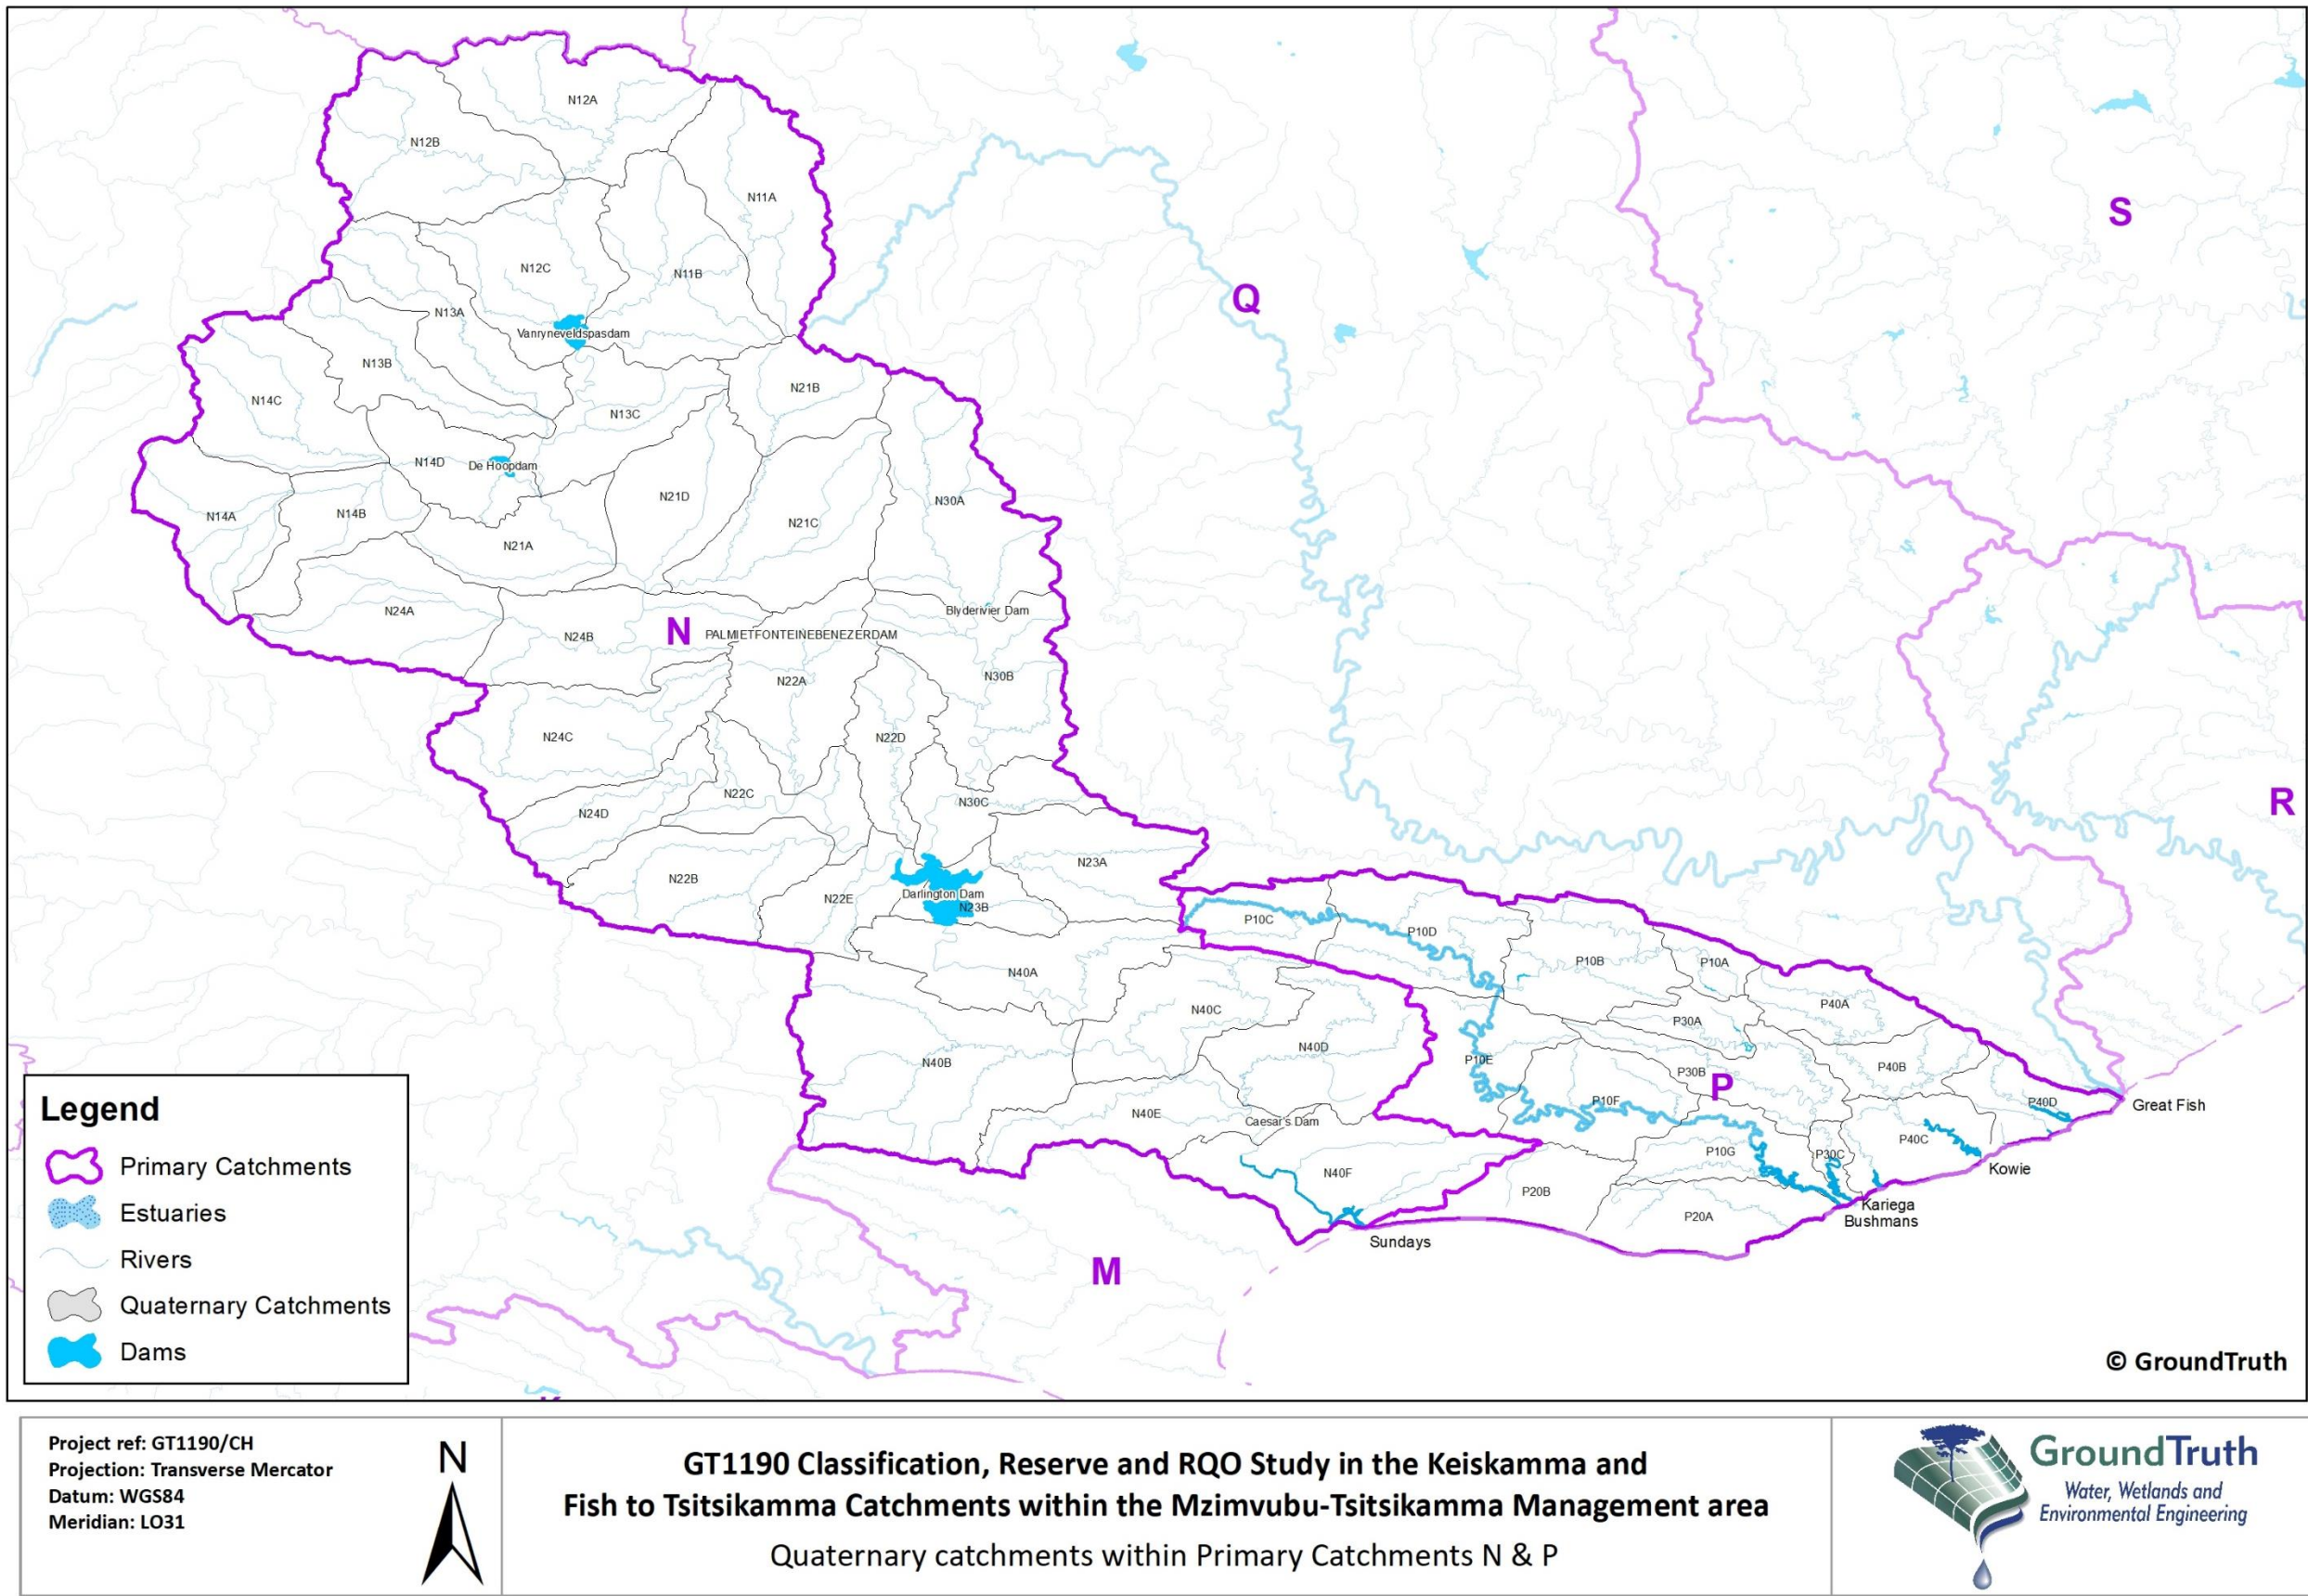 N12A
N12B
N11A
S
N12C
N11B
Q
N13A
Vanryneveldspasdam
N13B
N21B
N14C
N13C
N14D
De Hoopdam
N21D
N30A
N14A
N14B
N21C
N21A
N24A
Blyderivier Dam
N24B
N
PALMIETFONTEINEBENEZERDAM
N22A
N30B
N24C
N22D
N22C
N30C
R
N24D
N23A
N22B
N22E
Darlington Dam
N23B
P10C
P10D
P10B
P10A
N40A
P40A
N40C
P30A
N40D
N40B
P10E
P40B
P30B
P
P10F
P40D
Great Fish
N40E
Caesar's Dam
P40C
P10G
P30C
N40F
Kowie
P20B
P20A
Kariega
Bushmans
Sundays
M
Legend
Primary Catchments
Estuaries
Rivers
Quaternary Catchments
Dams
© GroundTruth
Project ref: GT1190/CH
Projection: Transverse Mercator
Datum: WGS84
Meridian: LO31
N
GT1190 Classification, Reserve and RQO Study in the Keiskamma and
Fish to Tsitsikamma Catchments within the Mzimvubu-Tsitsikamma Management area
Quaternary catchments within Primary Catchments N & P
GroundTruth
Water, Wetlands and
Environmental Engineering